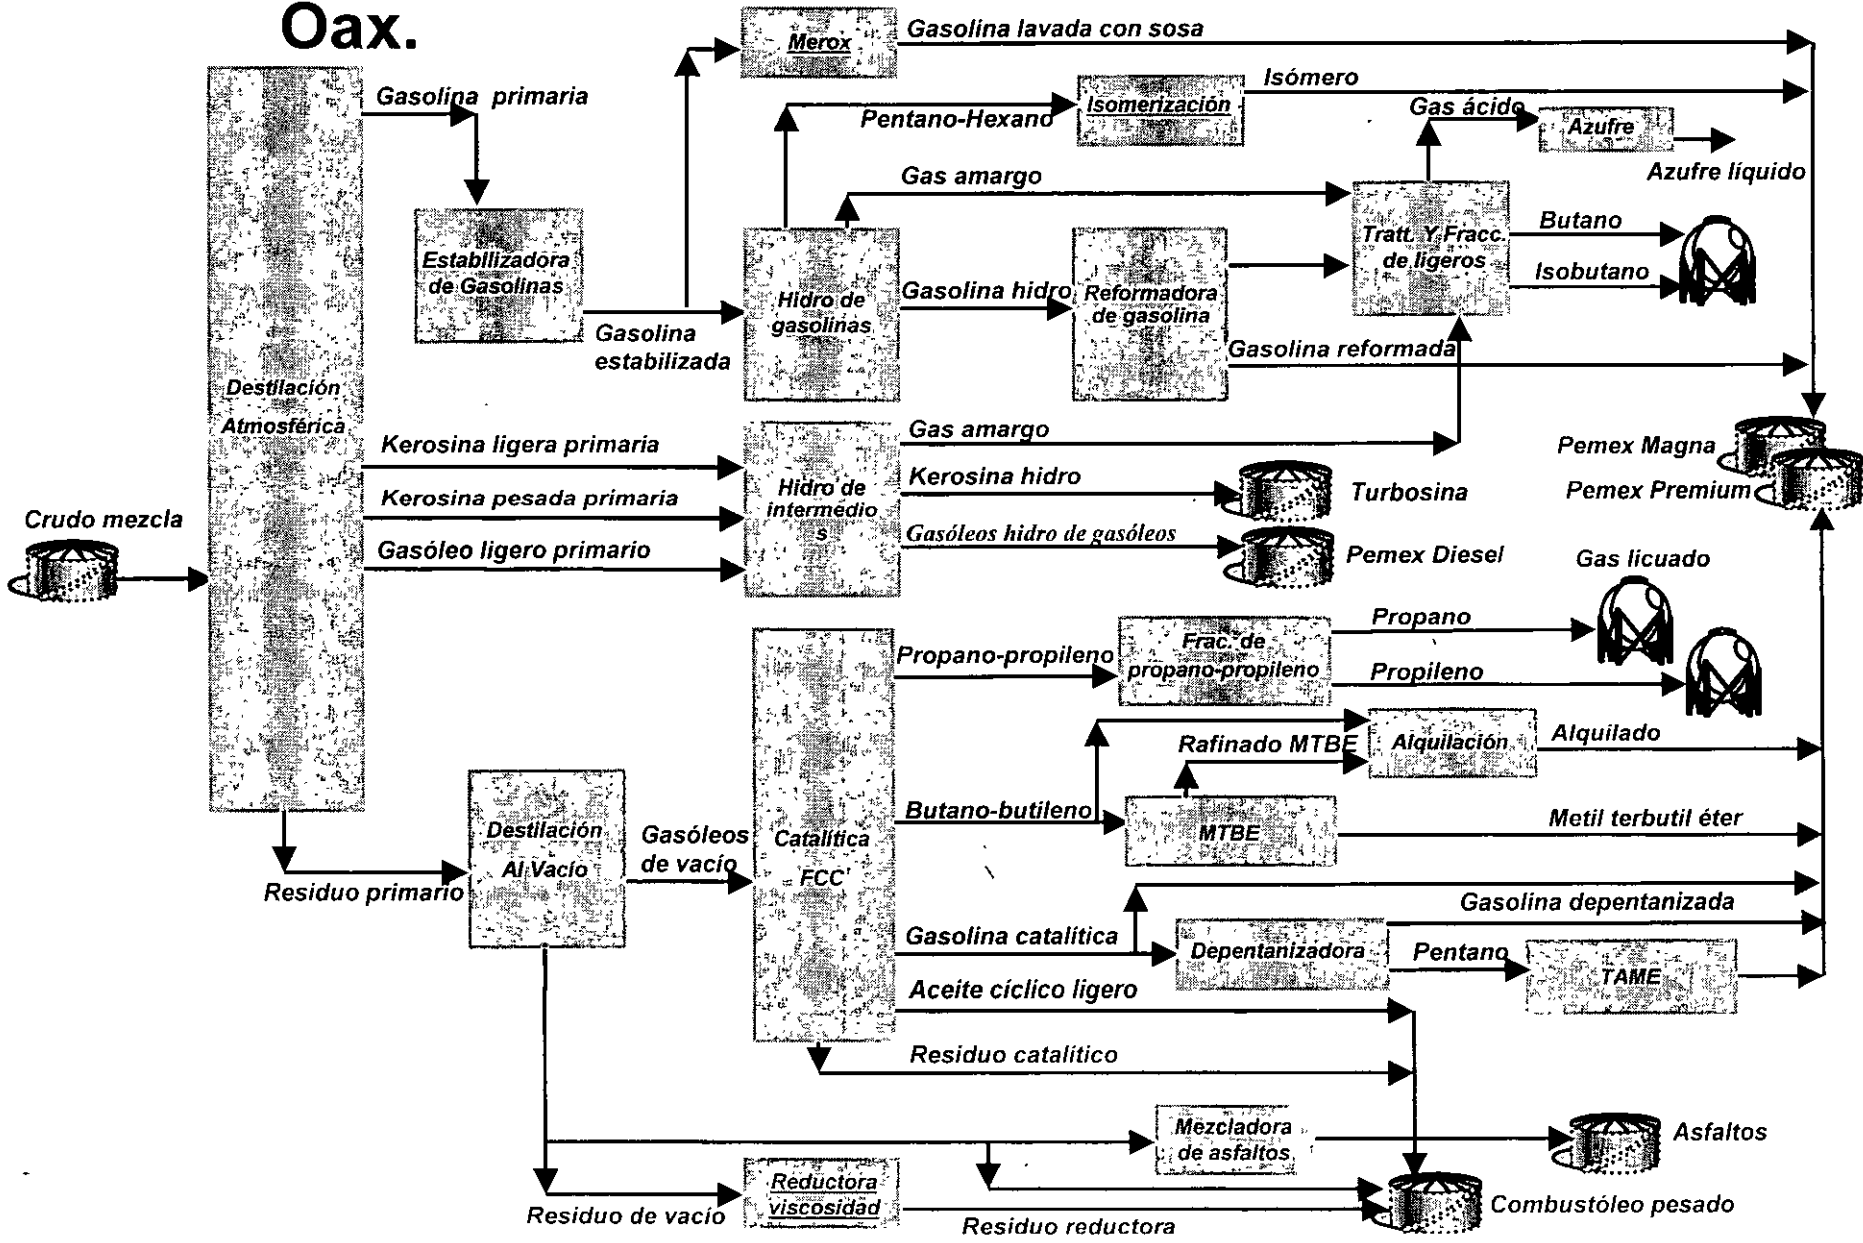 Oax.
Merox
Gasolina lavada con sosa
Gasolina primaria
Pentano-Hexano
Isomerización
Isómero
Gas ácido
Azufre
Azufre líquido
Gas amargo
Estabilizadora
de Gasolinas
Gasolina
estabilizada
Hidro de
gasolinas
Gasolina hidro
Reformadora
de gasolina
Tratt. Y Fracc.
de ligeros
Butano
Isobutano
Gasolina reformada
Destilación
Atmosférica
Kerosina ligera primaria
Kerosina pesada primaria
Gasóleo ligero primario
Hidro de
intermedio
s
Gas amargo
Kerosina hidro
Turbosina
Gasóleos hidro de gasóleos
Pemex Diesel
Pemex Magna
Pemex Premium
Crudo mezcla
Gas licuado
Propano-propileno
Frac. de
propano-propileno
Propano
Propileno
Rafinado MTBE
Alquilación
Alquilado
Butano-butileno
MTBE
Metil terbutil éter
Destilación
Al Vacío
Gasóleos
de vacío
Catalítica
FCC
Residuo primario
Gasolina catalítica
Depentanizadora
Gasolina depentanizada
Pentano
TAME
Aceite cíclico ligero
Residuo catalítico
Mezcladora
de asfaltos
Asfaltos
Residuo de vacío
Reductora
viscosidad
Residuo reductora
Combustóleo pesado